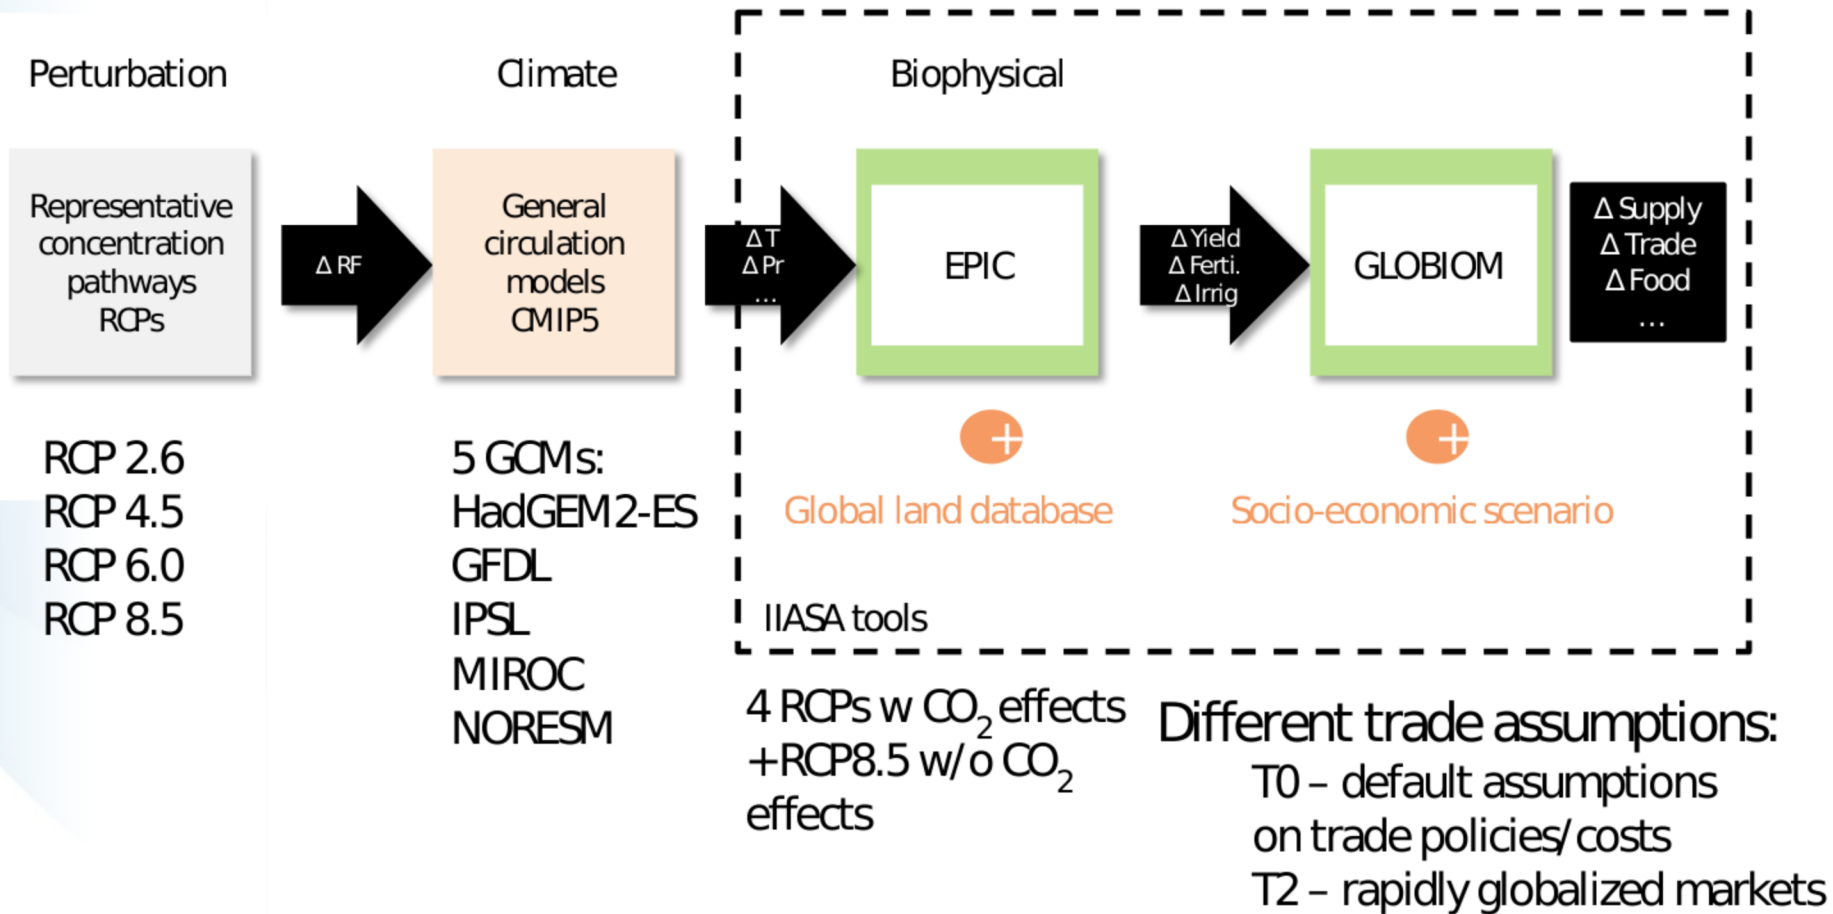 Perturbation
Climate
Biophysical
Representative
concentration
pathways
RCPs
Δ RF
General
circulation
models
CMIP5
Δ T
Δ Pr
...
EPIC
Δ Yield
Δ Ferti.
Δ Irrig
GLOBIOM
Δ Supply
Δ Trade
Δ Food
...
RCP 2.6
RCP 4.5
RCP 6.0
RCP 8.5
5 GCMs:
HadGEM2-ES
GFDL
IPSL
MIROC
NORESM
+
Global land database
+
Socio-economic scenario
IIASA tools
4 RCPs w CO₂ effects
+RCP8.5 w/o CO₂
effects
Different trade assumptions:
T0 – default assumptions
on trade policies/costs
T2 – rapidly globalized markets